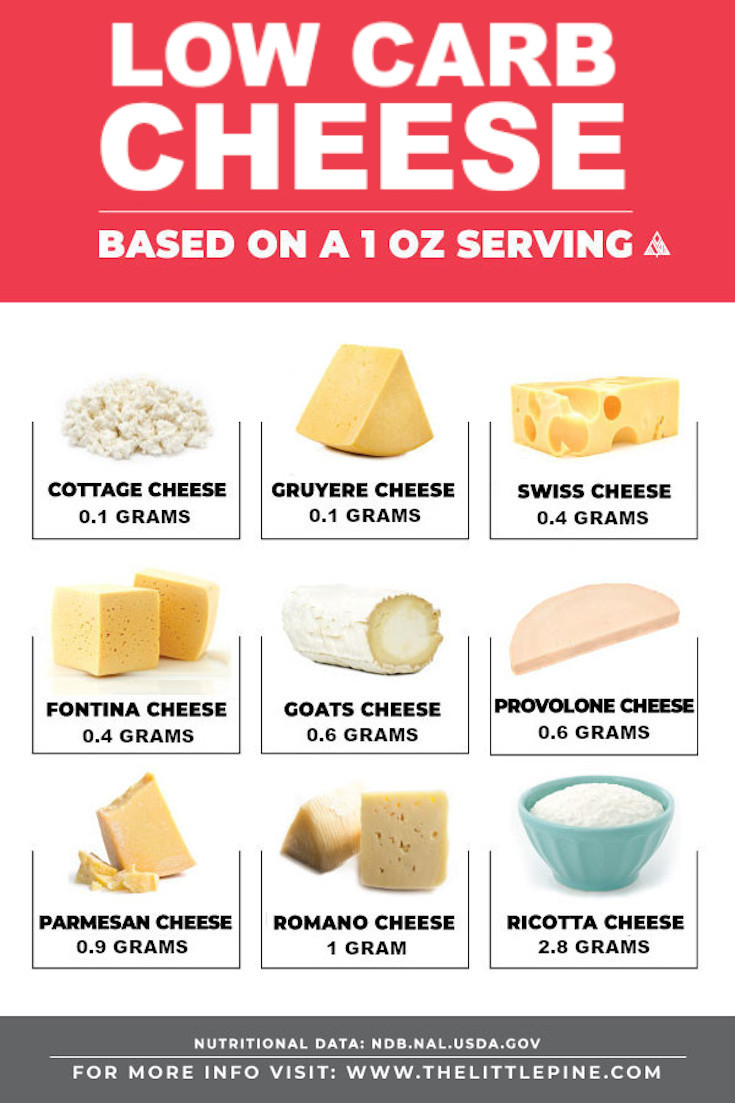 LOW CARB
CHEESE
BASED ON A 1 OZ SERVING
COTTAGE CHEESE
0.1 GRAMS
GRUYERE CHEESE
0.1 GRAMS
SWISS CHEESE
0.4 GRAMS
FONTINA CHEESE
0.4 GRAMS
GOATS CHEESE
0.6 GRAMS
PROVOLONE CHEESE
0.6 GRAMS
PARMESAN CHEESE
0.9 GRAMS
ROMANO CHEESE
1 GRAM
RICOTTA CHEESE
2.8 GRAMS
NUTRITIONAL DATA: NDB.NAL.USDA.GOV
FOR MORE INFO VISIT: WWW.THELITTLEPINE.COM